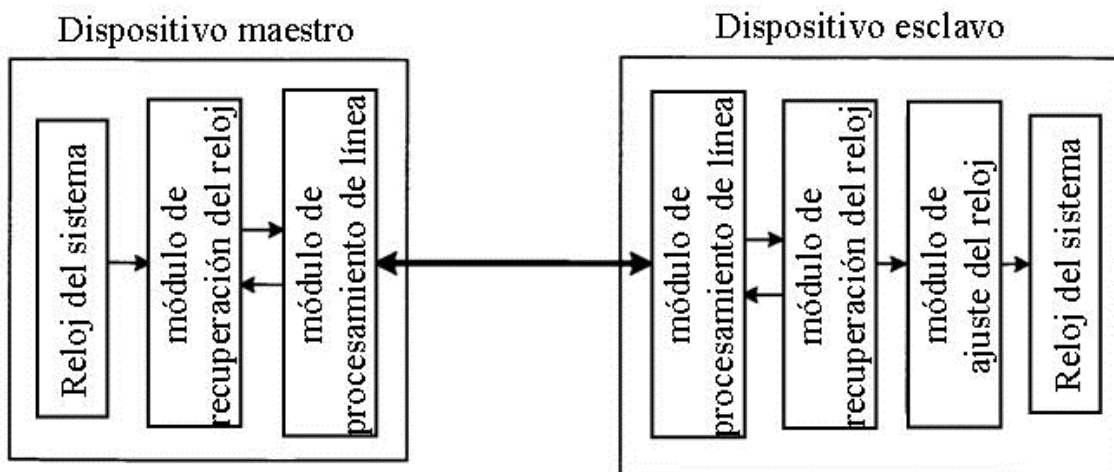 Dispositivo maestro
Reloj del sistema
módulo de
recuperación del reloj
módulo de
procesamiento de línea
Dispositivo esclavo
módulo de
procesamiento de línea
módulo de
recuperación del reloj
módulo de
ajuste del reloj
Reloj del sistema